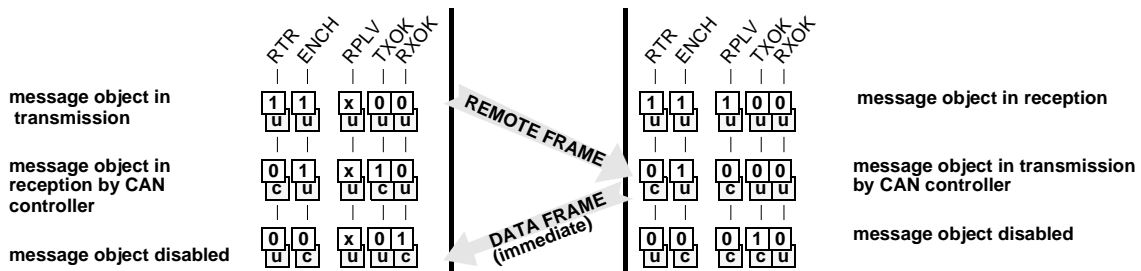 RTR ENCH RPLV TXOK RXOK
RTR ENCH RPLV TXOK RXOK
message object in
transmission
1 1 x 0 0
u u u u u
REMOTE FRAME
1 1 1 0 0
u u u u u
message object in reception
message object in
reception by CAN
controller
0 1 x 1 0
c u u c u
0 1 0 0 0
c u c u u
message object in transmission
by CAN controller
DATA FRAME
(immediate)
message object disabled
0 0 x 0 1
u c u u c
0 0 0 1 0
u c c c u
message object disabled